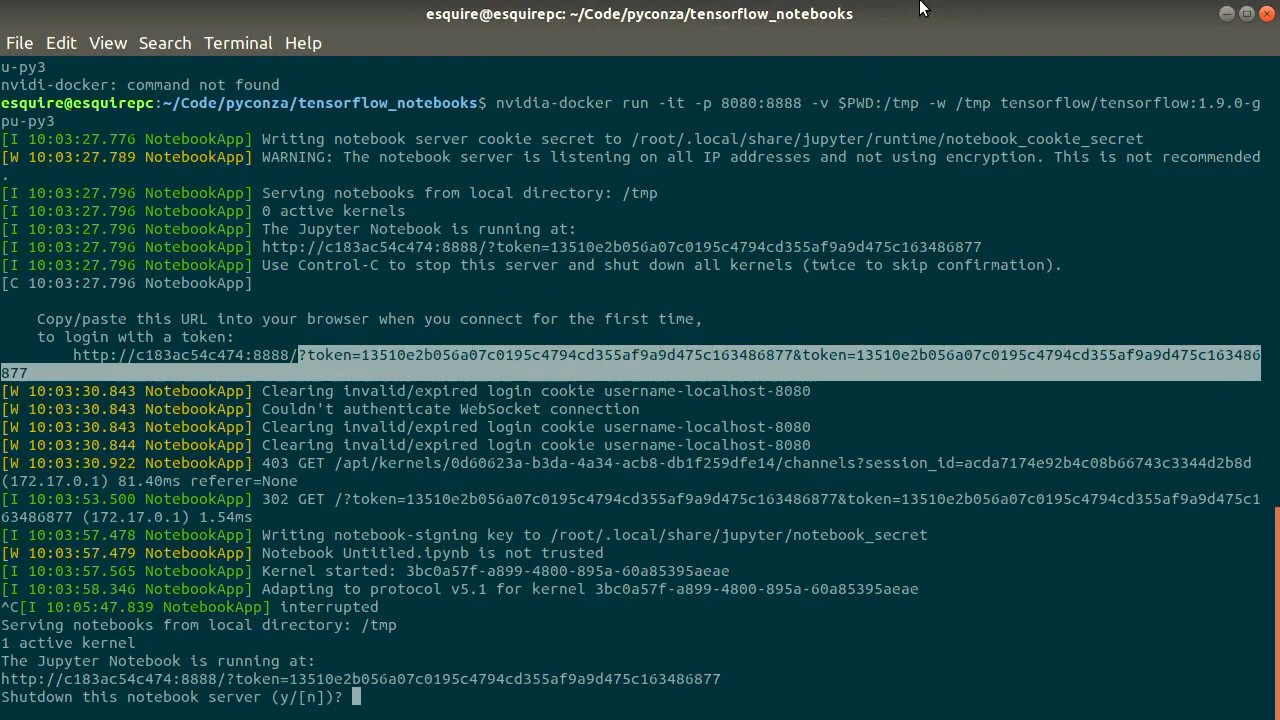 esquire@esquirepc: ~/Code/pyconza/tensorflow_notebooks
File Edit View Search Terminal Help
u-py3
nvidi-docker: command not found
esquire@esquirepc:~/Code/pyconza/tensorflow_notebooks$ nvidia-docker run -it -p 8080:8888 -v $PWD:/tmp -w /tmp tensorflow/tensorflow:1.9.0-g
pu-py3
[I 10:03:27.776 NotebookApp] Writing notebook server cookie secret to /root/.local/share/jupyter/runtime/notebook_cookie_secret
[W 10:03:27.789 NotebookApp] WARNING: The notebook server is listening on all IP addresses and not using encryption. This is not recommended
.
[I 10:03:27.796 NotebookApp] Serving notebooks from local directory: /tmp
[I 10:03:27.796 NotebookApp] 0 active kernels
[I 10:03:27.796 NotebookApp] The Jupyter Notebook is running at:
[I 10:03:27.796 NotebookApp] http://c183ac54c474:8888/?token=13510e2b056a07c0195c4794cd355af9a9d475c163486877
[I 10:03:27.796 NotebookApp] Use Control-C to stop this server and shut down all kernels (twice to skip confirmation).
[C 10:03:27.796 NotebookApp]
Copy/paste this URL into your browser when you connect for the first time,
to login with a token:
http://c183ac54c474:8888/?token=13510e2b056a07c0195c4794cd355af9a9d475c163486877&token=13510e2b056a07c0195c4794cd355af9a9d475c163486
877
[W 10:03:30.843 NotebookApp] Clearing invalid/expired login cookie username-localhost-8080
[W 10:03:30.843 NotebookApp] Couldn't authenticate WebSocket connection
[W 10:03:30.843 NotebookApp] Clearing invalid/expired login cookie username-localhost-8080
[W 10:03:30.844 NotebookApp] Clearing invalid/expired login cookie username-localhost-8080
[W 10:03:30.922 NotebookApp] 403 GET /api/kernels/0d60623a-b3da-4a34-acb8-db1f259dfe14/channels?session_id=acda7174e92b4c08b66743c3344d2b8d
(172.17.0.1) 81.40ms referer=None
[I 10:03:53.500 NotebookApp] 302 GET /?token=13510e2b056a07c0195c4794cd355af9a9d475c163486877&token=13510e2b056a07c0195c4794cd355af9a9d475c1
63486877 (172.17.0.1) 1.54ms
[I 10:03:57.478 NotebookApp] Writing notebook-signing key to /root/.local/share/jupyter/notebook_secret
[W 10:03:57.479 NotebookApp] Notebook Untitled.ipynb is not trusted
[I 10:03:57.565 NotebookApp] Kernel started: 3bc0a57f-a899-4800-895a-60a85395aeae
[I 10:03:58.346 NotebookApp] Adapting to protocol v5.1 for kernel 3bc0a57f-a899-4800-895a-60a85395aeae
^C[I 10:05:47.839 NotebookApp] interrupted
Serving notebooks from local directory: /tmp
1 active kernel
The Jupyter Notebook is running at:
http://c183ac54c474:8888/?token=13510e2b056a07c0195c4794cd355af9a9d475c163486877
Shutdown this notebook server (y/[n])?